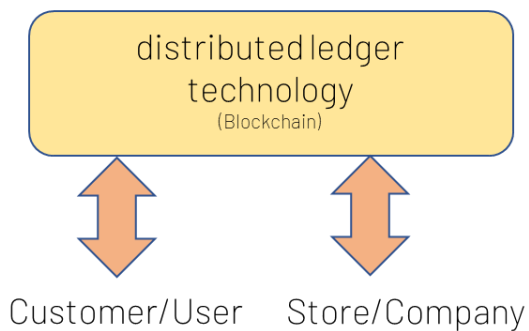 distributed ledger
technology
(Blockchain)
Customer/User Store/Company